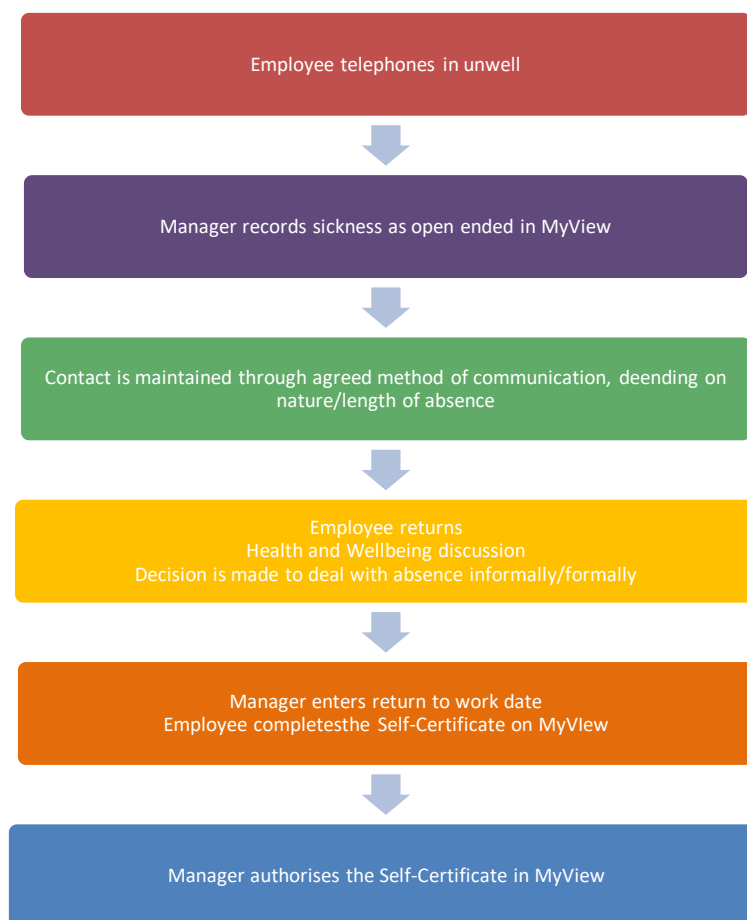 Employee telephones in unwell
Manager records sickness as open ended in MyView
Contact is maintained through agreed method of communication, deending on
nature/length of absence
Employee returns
Health and Wellbeing discussion
Decision is made to deal with absence informally/formally
Manager enters return to work date
Employee completesthe Self-Certificate on MyVIew
Manager authorises the Self-Certificate in MyView